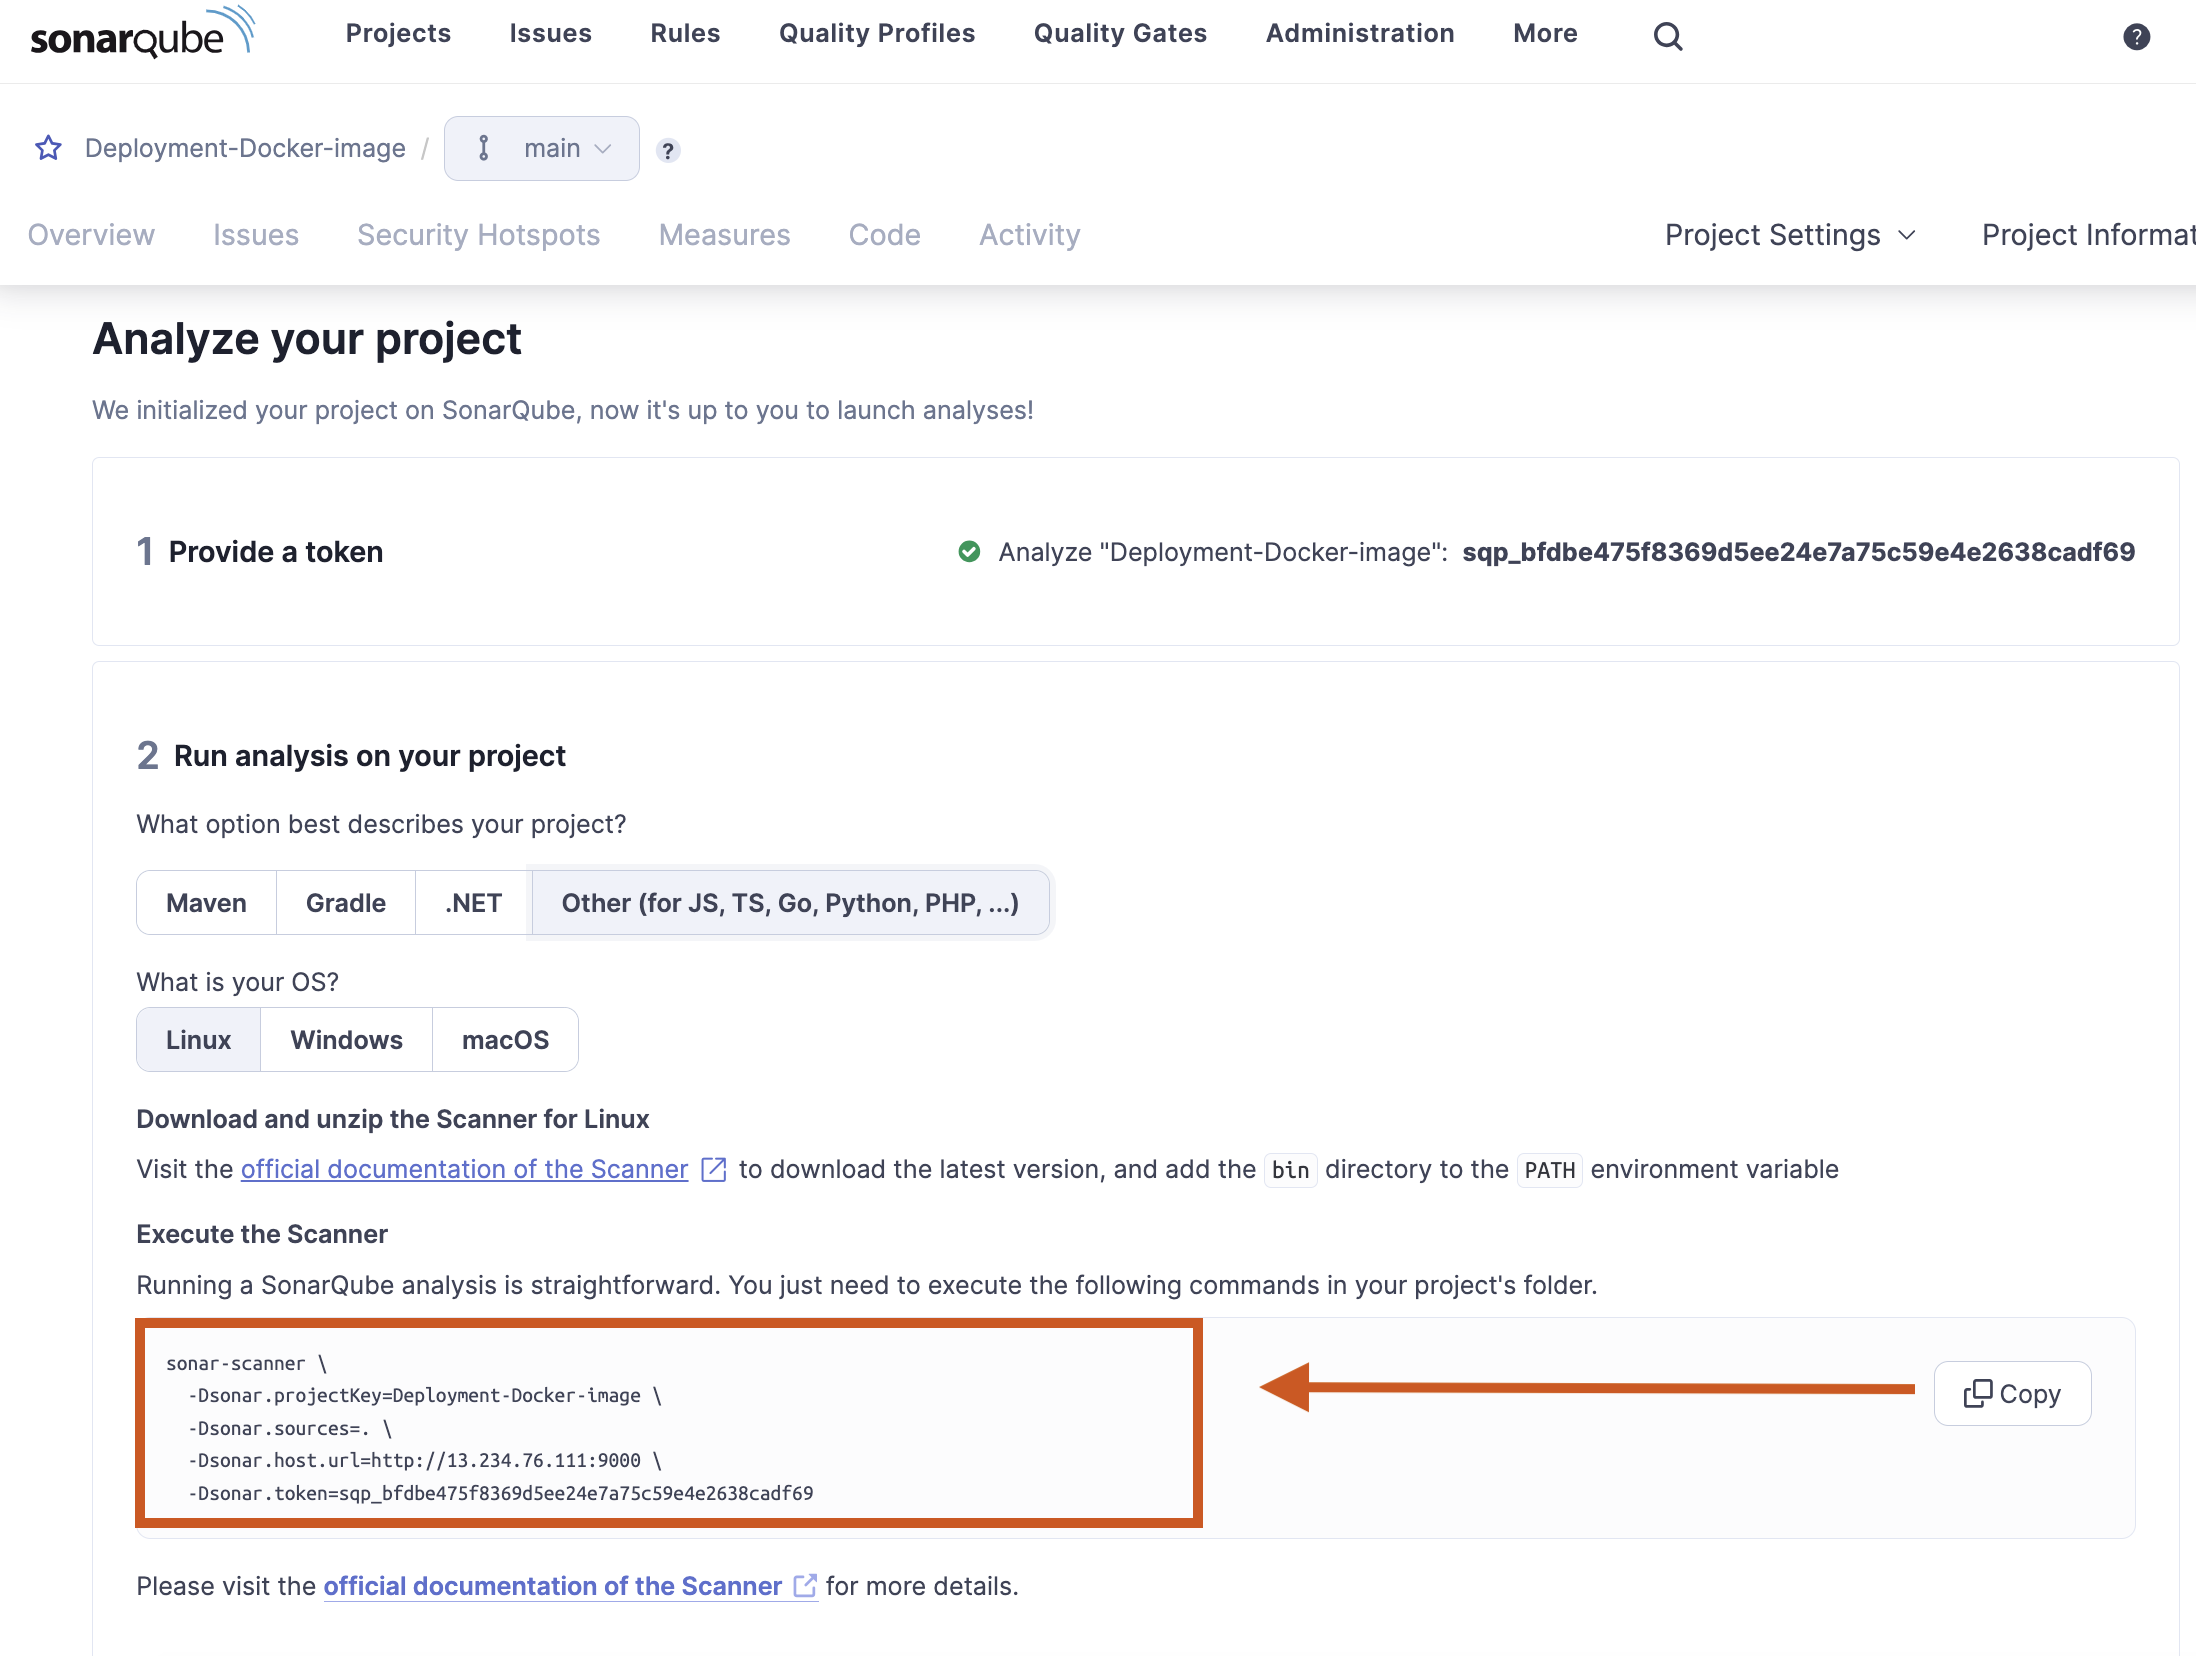 sonarqube Projects Issues Rules Quality Profiles Quality Gates Administration More ?
Deployment-Docker-image / main ?
Overview Issues Security Hotspots Measures Code Activity Project Settings Project Informat
Analyze your project
We initialized your project on SonarQube, now it's up to you to launch analyses!
1 Provide a token Analyze "Deployment-Docker-image": sqp_bfdbe475f8369d5ee24e7a75c59e4e2638cadf69
2 Run analysis on your project
What option best describes your project?
Maven Gradle .NET Other (for JS, TS, Go, Python, PHP, ...)
What is your OS?
Linux Windows macOS
Download and unzip the Scanner for Linux
Visit the official documentation of the Scanner to download the latest version, and add the bin directory to the PATH environment variable
Execute the Scanner
Running a SonarQube analysis is straightforward. You just need to execute the following commands in your project's folder.
sonar-scanner \
-Dsonar.projectKey=Deployment-Docker-image \
Copy
-Dsonar.sources=. \
-Dsonar.host.url=http://13.234.76.111:9000 \
-Dsonar.token=sqp_bfdbe475f8369d5ee24e7a75c59e4e2638cadf69
Please visit the official documentation of the Scanner for more details.